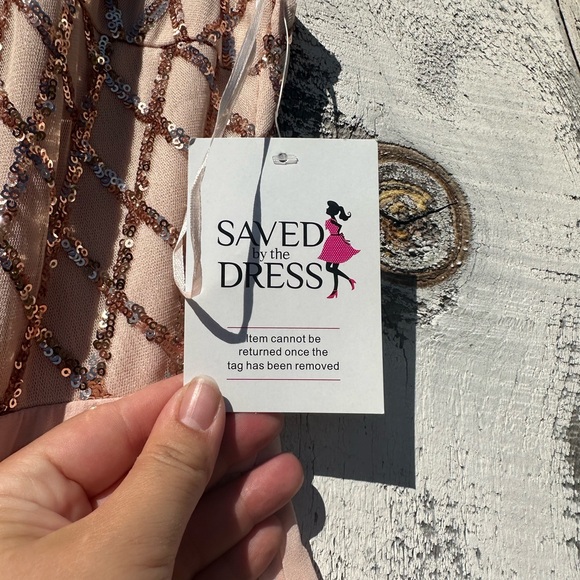 SAVED
by the
DRESS
Item cannot be
returned once the
tag has been removed